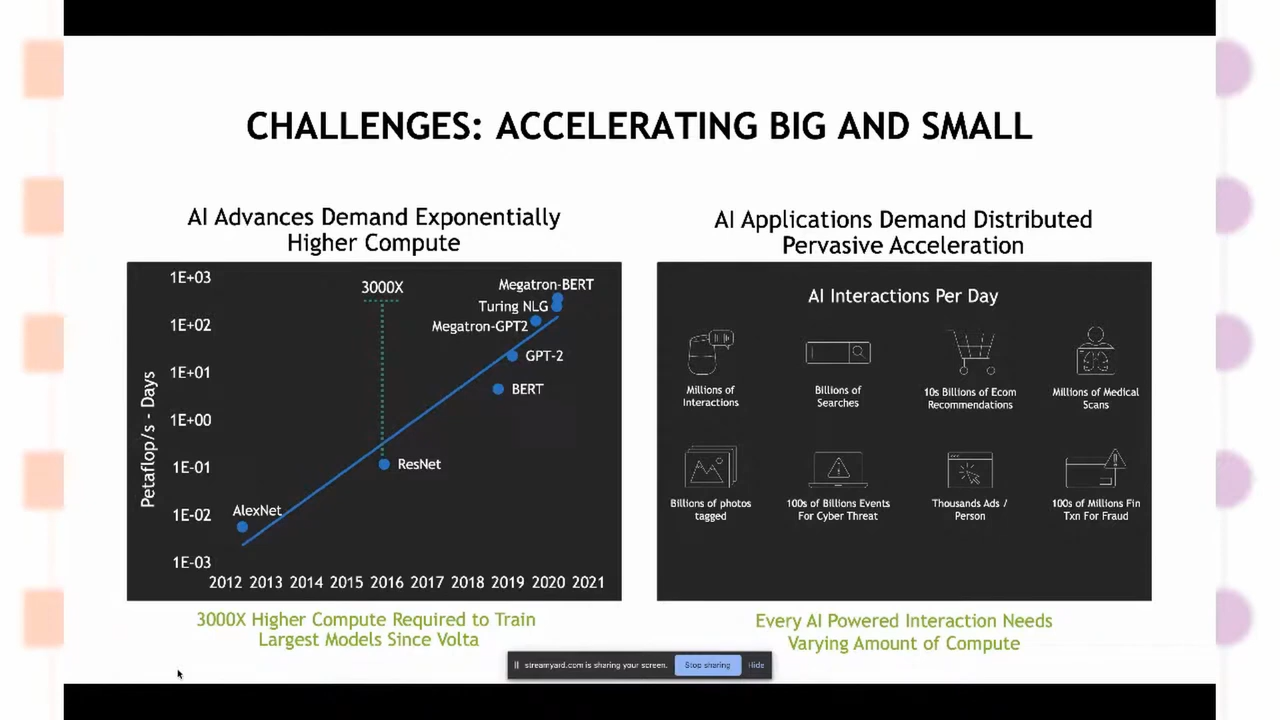 CHALLENGES: ACCELERATING BIG AND SMALL
AI Advances Demand Exponentially
Higher Compute
1E+03
1E+02
1E+01
1E+00
1E-01
1E-02
1E-03
Petaflop/s - Days
3000X
Megatron-BERT
Turing NLG
Megatron-GPT2
GPT-2
BERT
ResNet
AlexNet
2012 2013 2014 2015 2016 2017 2018 2019 2020 2021
3000X Higher Compute Required to Train
Largest Models Since Volta
AI Applications Demand Distributed
Pervasive Acceleration
AI Interactions Per Day
Millions of
Interactions
Billions of
Searches
10s Billions of Ecom
Recommendations
Millions of Medical
Scans
Billions of photos
tagged
100s of Billions Events
For Cyber Threat
Thousands Ads /
Person
100s of Millions Fin
Txn For Fraud
Every AI Powered Interaction Needs
Varying Amount of Compute
streamyard.com is sharing your screen.
Stop sharing
Hide